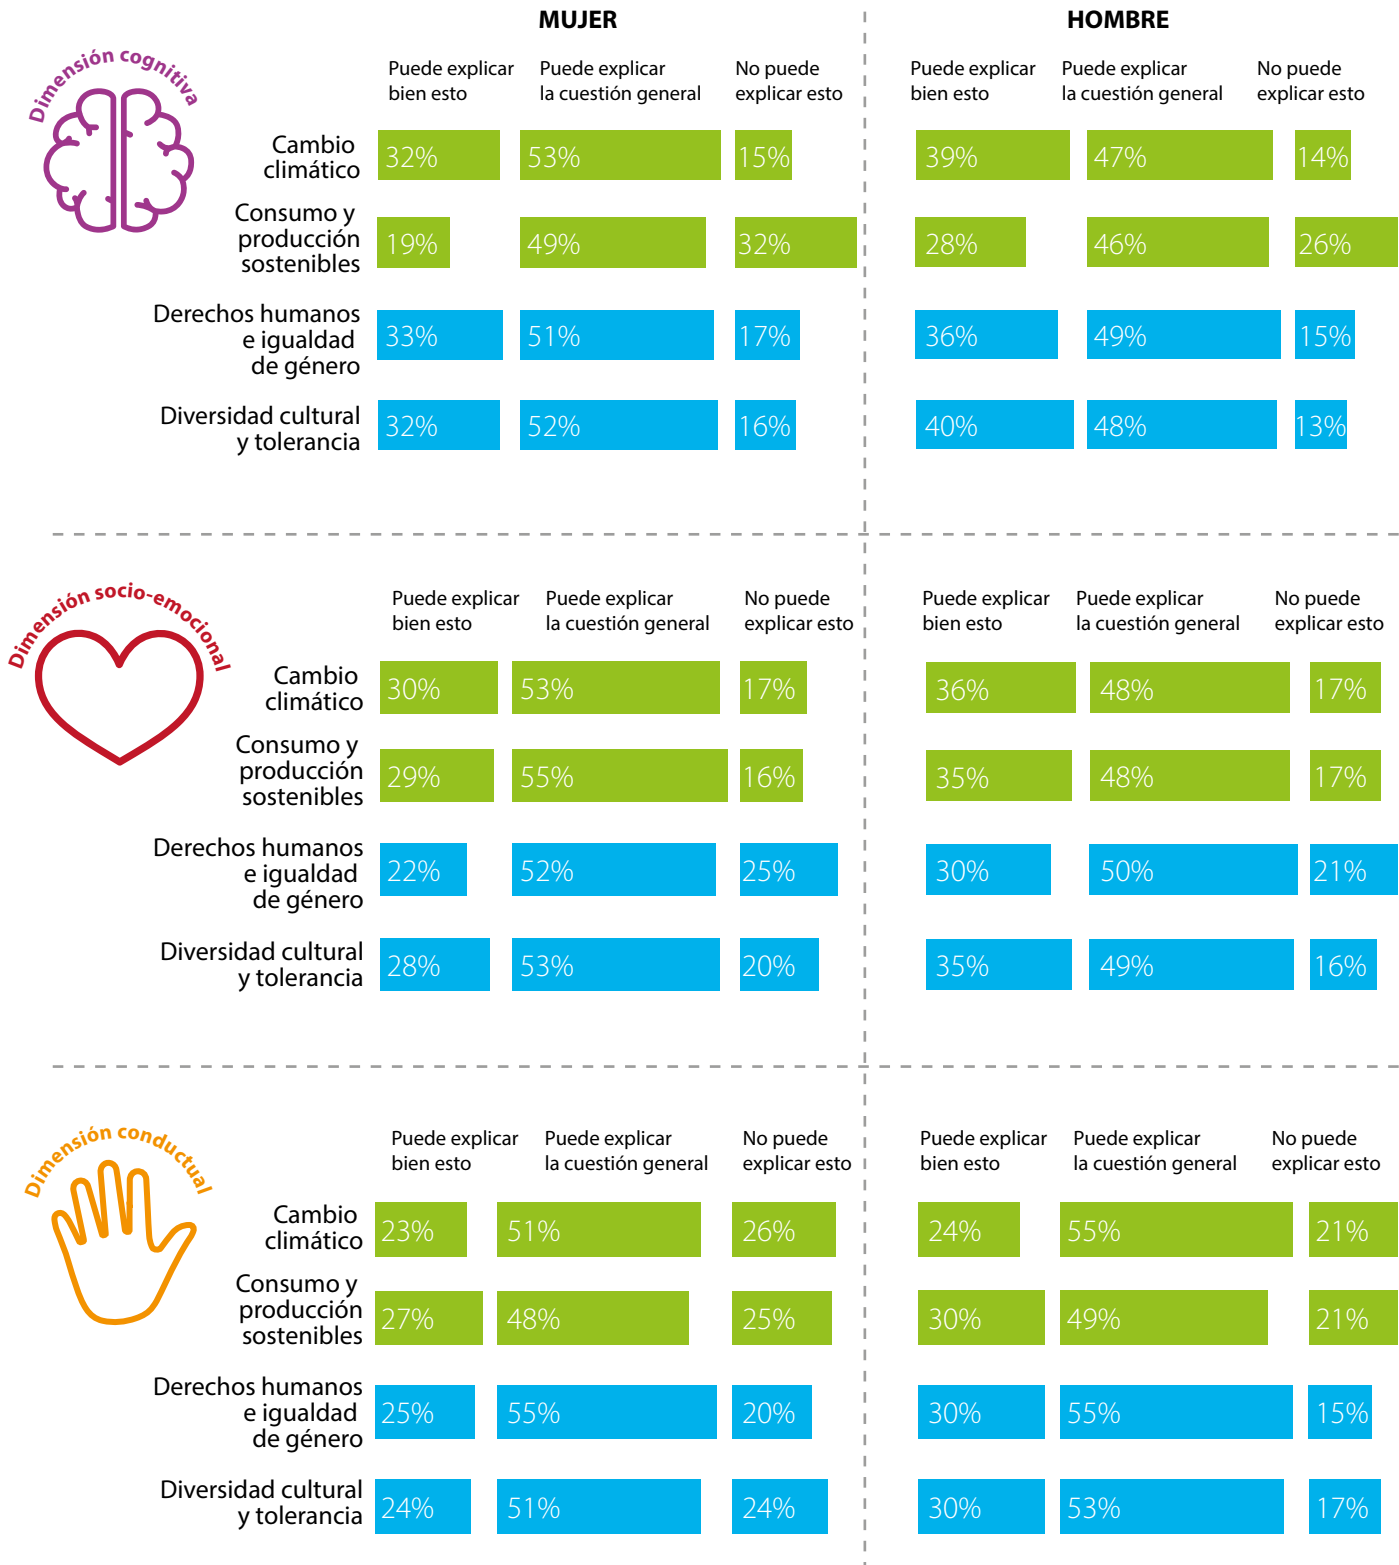 MUJER
HOMBRE
Dimensión cognitiva
Puede explicar
bien esto
Puede explicar
la cuestión general
No puede
explicar esto
Puede explicar
bien esto
Puede explicar
la cuestión general
No puede
explicar esto
Cambio
climático
32% 53% 15% 39% 47% 14%
Consumo y
producción
sostenibles
19% 49% 32% 28% 46% 26%
Derechos humanos
e igualdad
de género
33% 51% 17% 36% 49% 15%
Diversidad cultural
y tolerancia
32% 52% 16% 40% 48% 13%
Dimensión socio-emocional
Puede explicar
bien esto
Puede explicar
la cuestión general
No puede
explicar esto
Puede explicar
bien esto
Puede explicar
la cuestión general
No puede
explicar esto
Cambio
climático
30% 53% 17% 36% 48% 17%
Consumo y
producción
sostenibles
29% 55% 16% 35% 48% 17%
Derechos humanos
e igualdad
de género
22% 52% 25% 30% 50% 21%
Diversidad cultural
y tolerancia
28% 53% 20% 35% 49% 16%
Dimensión conductual
Puede explicar
bien esto
Puede explicar
la cuestión general
No puede
explicar esto
Puede explicar
bien esto
Puede explicar
la cuestión general
No puede
explicar esto
Cambio
climático
23% 51% 26% 24% 55% 21%
Consumo y
producción
sostenibles
27% 48% 25% 30% 49% 21%
Derechos humanos
e igualdad
de género
25% 55% 20% 30% 55% 15%
Diversidad cultural
y tolerancia
24% 51% 24% 30% 53% 17%